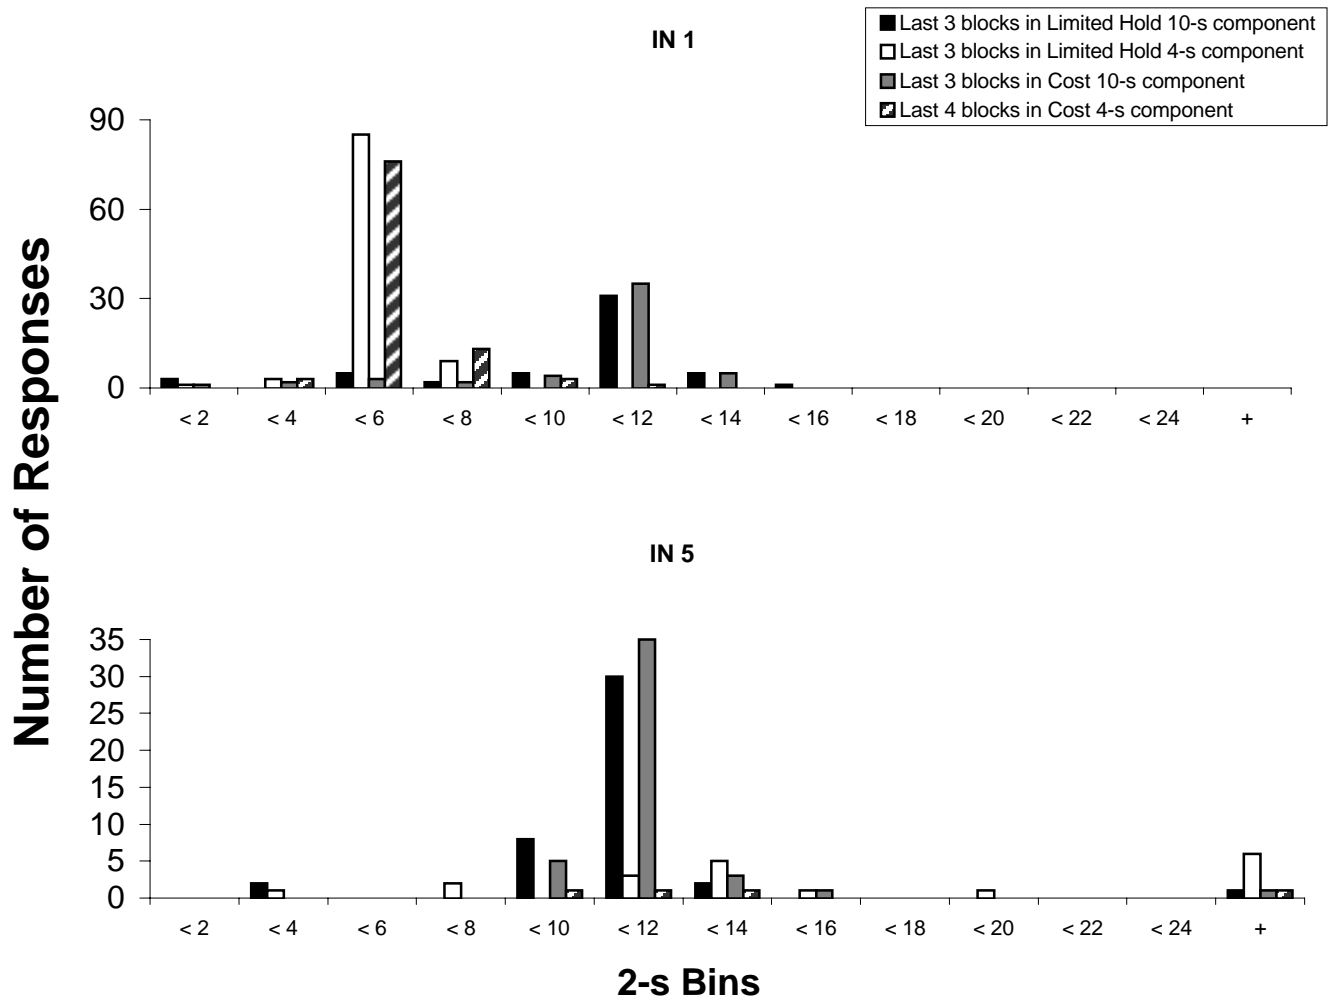 IN 1
Last 3 blocks in Limited Hold 10-s component
Last 3 blocks in Limited Hold 4-s component
Last 3 blocks in Cost 10-s component
Last 4 blocks in Cost 4-s component
90
60
30
0
< 2 < 4 < 6 < 8 < 10 < 12 < 14 < 16 < 18 < 20 < 22 < 24 +
Number of Responses
IN 5
35
30
25
20
15
10
5
0
< 2 < 4 < 6 < 8 < 10 < 12 < 14 < 16 < 18 < 20 < 22 < 24 +
2-s Bins